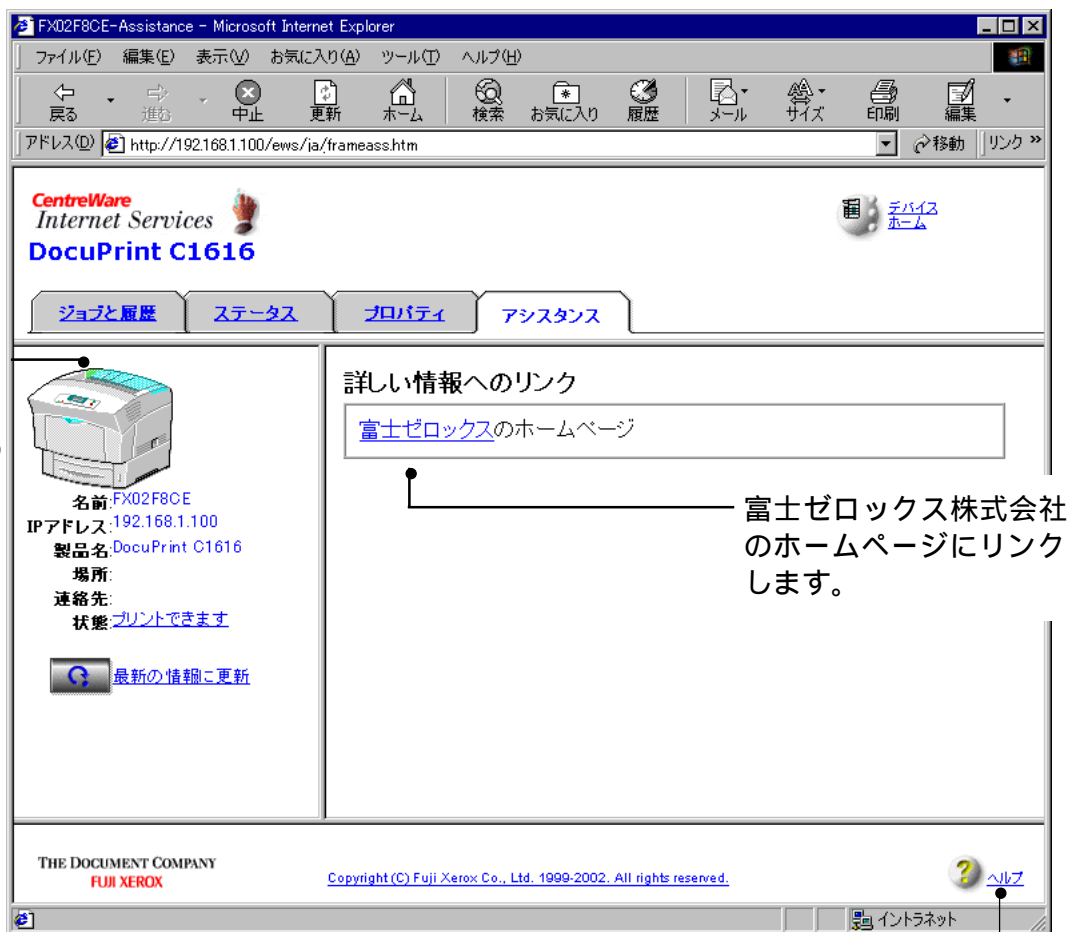 FX02F8CE-Assistance - Microsoft Internet Explorer
ファイル(F) 編集(E) 表示(V) お気に入り(A) ツール(T) ヘルプ(H)
戻る 進む 中止 更新 ホーム 検索 お気に入り 履歴 メール サイズ 印刷 編集
アドレス(D) http://192.168.1.100/ews/ja/frameass.htm 移動 リンク »
CentreWare
Internet Services
DocuPrint C1616
デバイス
ホーム
ジョブと履歴 ステータス プロパティ アシスタンス
詳しい情報へのリンク
富士ゼロックスのホームページ
富士ゼロックス株式会社
のホームページにリンク
します。
名前:FX02F8CE
IPアドレス:192.168.1.100
製品名:DocuPrint C1616
場所:
連絡先:
状態:プリントできます
最新の情報に更新
THE DOCUMENT COMPANY
FUJI XEROX
Copyright (C) Fuji Xerox Co., Ltd. 1999-2002. All rights reserved.
ヘルプ
イントラネット